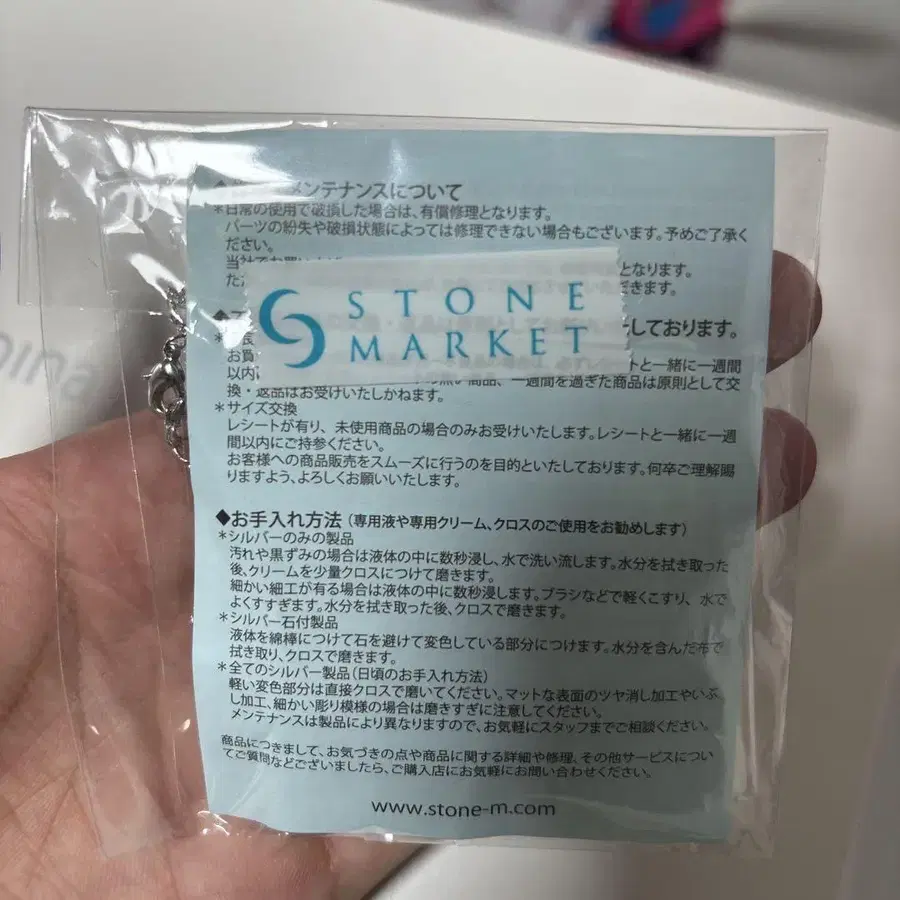 メンテナンスについて
*日常の使用で破損した場合は、有償修理となります。
パーツの紛失や破損状態によっては修理できない場合もございます。予めご了承く
ださい。
となります。
できます。
STONE
MARKET
しております。
お買
シートと一緒に一週間
以内
商品、一週間を過ぎた商品は原則として交
換・返品はお受けいたしかねます。
*サイズ交換
レシートが有り、未使用商品の場合のみお受けいたします。レシートと一緒に一週
間以内にご持参ください。
お客様への商品販売をスムーズに行うのを目的といたしております。何卒ご理解賜
りますよう、よろしくお願いいたします。
◆お手入れ方法(専用液や専用クリーム、クロスのご使用をお勧めします)
*シルバーのみの製品
汚れや黒ずみの場合は液体の中に数秒浸し、水で洗い流します。水分を拭き取った
後、クリームを少量クロスにつけて磨きます。
細かい細工が有る場合は液体の中に数秒浸します。ブラシなどで軽くこすり、水で
よくすすぎます。水分を拭き取った後、クロスで磨きます。
*シルバー石付製品
液体を綿棒につけて石を避けて変色している部分につけます。水分を含んだ布で
拭き取り、クロスで磨きます。
*全てのシルバー製品(日頃のお手入れ方法)
軽い変色部分は直接クロスで磨いてください。マットな表面のツヤ消し加工やいぶ
し加工、細かい彫り模様の場合は磨きすぎに注意してください。
メンテナンスは製品により異なりますので、お気軽にスタッフまでご相談ください。
商品につきまして、お気づきの点や商品に関する詳細や修理、その他サービスについ
てご質問などございましたら、ご購入店にお気軽にお問い合わせください。
www.stone-m.com